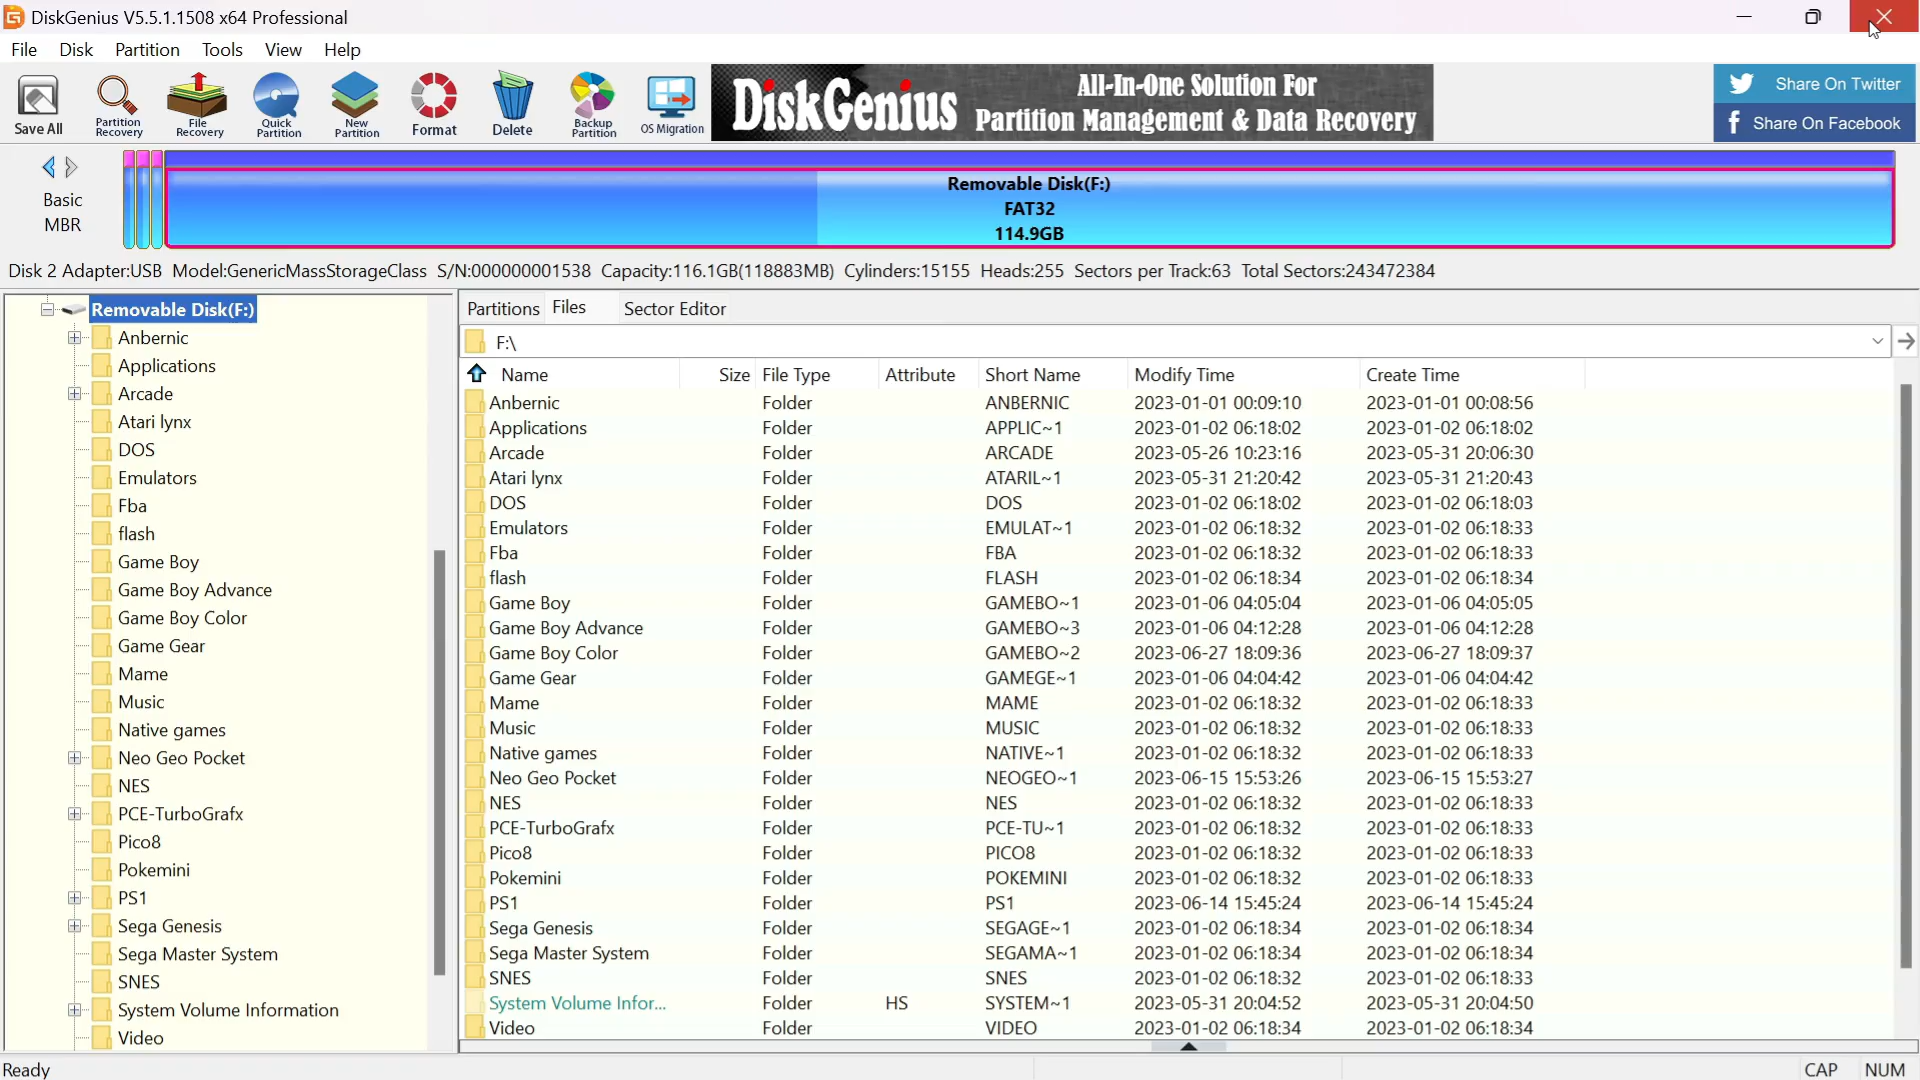 DiskGenius V5.5.1.1508 x64 Professional
File Disk Partition Tools View Help
Save All
Partition Recovery
File Recovery
Quick Partition
New Partition
Format
Delete
Backup Partition
OS Migration
DiskGenius
All-In-One Solution For
Partition Management & Data Recovery
Share On Twitter
Share On Facebook
Basic
MBR
Removable Disk(F:)
FAT32
114.9GB
Disk 2 Adapter:USB Model:GenericMassStorageClass S/N:000000001538 Capacity:116.1GB(118883MB) Cylinders:15155 Heads:255 Sectors per Track:63 Total Sectors:243472384
Removable Disk(F:)
Anbernic
Applications
Arcade
Atari lynx
DOS
Emulators
Fba
flash
Game Boy
Game Boy Advance
Game Boy Color
Game Gear
Mame
Music
Native games
Neo Geo Pocket
NES
PCE-TurboGrafx
Pico8
Pokemini
PS1
Sega Genesis
Sega Master System
SNES
System Volume Information
Video
Partitions Files Sector Editor
F:\
Name Size File Type Attribute Short Name Modify Time Create Time
Anbernic Folder ANBERNIC 2023-01-01 00:09:10 2023-01-01 00:08:56
Applications Folder APPLIC~1 2023-01-02 06:18:02 2023-01-02 06:18:02
Arcade Folder ARCADE 2023-05-26 10:23:16 2023-05-31 20:06:30
Atari lynx Folder ATARIL~1 2023-05-31 21:20:42 2023-05-31 21:20:43
DOS Folder DOS 2023-01-02 06:18:02 2023-01-02 06:18:03
Emulators Folder EMULAT~1 2023-01-02 06:18:32 2023-01-02 06:18:33
Fba Folder FBA 2023-01-02 06:18:32 2023-01-02 06:18:33
flash Folder FLASH 2023-01-02 06:18:34 2023-01-02 06:18:34
Game Boy Folder GAMEBO~1 2023-01-06 04:05:04 2023-01-06 04:05:05
Game Boy Advance Folder GAMEBO~3 2023-01-06 04:12:28 2023-01-06 04:12:28
Game Boy Color Folder GAMEBO~2 2023-06-27 18:09:36 2023-06-27 18:09:37
Game Gear Folder GAMEGE~1 2023-01-06 04:04:42 2023-01-06 04:04:42
Mame Folder MAME 2023-01-02 06:18:32 2023-01-02 06:18:33
Music Folder MUSIC 2023-01-02 06:18:32 2023-01-02 06:18:33
Native games Folder NATIVE~1 2023-01-02 06:18:32 2023-01-02 06:18:33
Neo Geo Pocket Folder NEOGEO~1 2023-06-15 15:53:26 2023-06-15 15:53:27
NES Folder NES 2023-01-02 06:18:32 2023-01-02 06:18:33
PCE-TurboGrafx Folder PCE-TU~1 2023-01-02 06:18:32 2023-01-02 06:18:33
Pico8 Folder PICO8 2023-01-02 06:18:32 2023-01-02 06:18:33
Pokemini Folder POKEMINI 2023-01-02 06:18:32 2023-01-02 06:18:33
PS1 Folder PS1 2023-06-14 15:45:24 2023-06-14 15:45:24
Sega Genesis Folder SEGAGE~1 2023-01-02 06:18:34 2023-01-02 06:18:34
Sega Master System Folder SEGAMA~1 2023-01-02 06:18:34 2023-01-02 06:18:34
SNES Folder SNES 2023-01-02 06:18:32 2023-01-02 06:18:33
System Volume Infor... Folder HS SYSTEM~1 2023-05-31 20:04:52 2023-05-31 20:04:50
Video Folder VIDEO 2023-01-02 06:18:34 2023-01-02 06:18:34
Ready CAP NUM